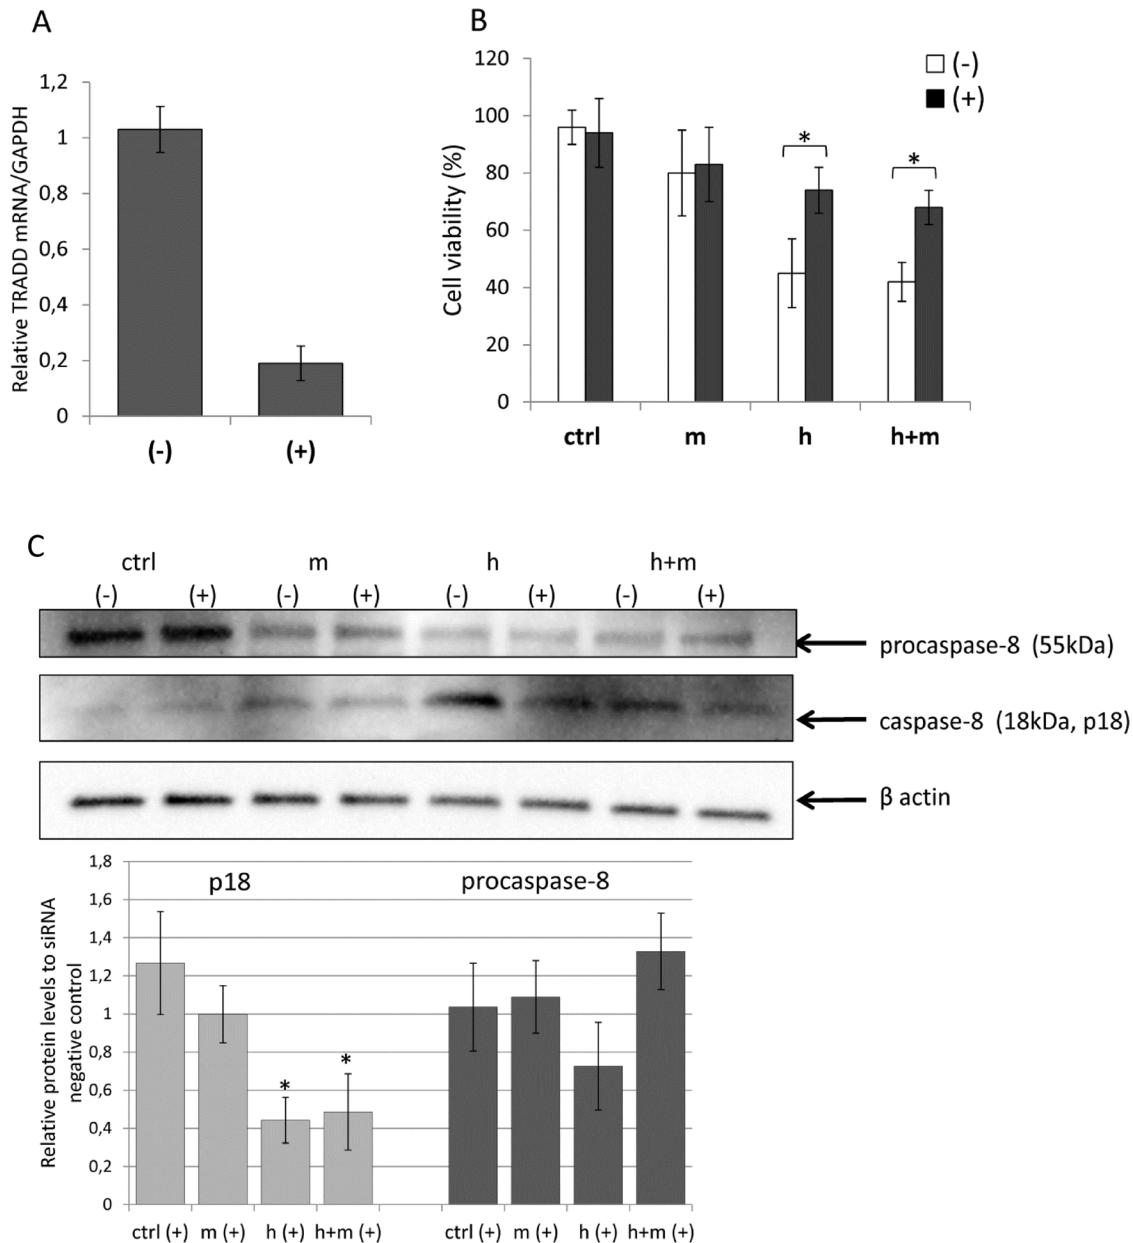 A
Relative TRADD mRNA/GAPDH
1,2
1
0,8
0,6
0,4
0,2
0
(-) (+)
B
Cell viability (%)
120
100
80
60
40
20
0
(-)
(+)
*
*
ctrl m h h+m
C
ctrl m h h+m
(-) (+) (-) (+) (-) (+) (-) (+)
procaspase-8 (55kDa)
caspase-8 (18kDa, p18)
β actin
Relative protein levels to siRNA
negative control
1,8
1,6
1,4
1,2
1
0,8
0,6
0,4
0,2
0
p18 procaspase-8
*
*
ctrl (+) m (+) h (+) h+m (+) ctrl (+) m (+) h (+) h+m (+)